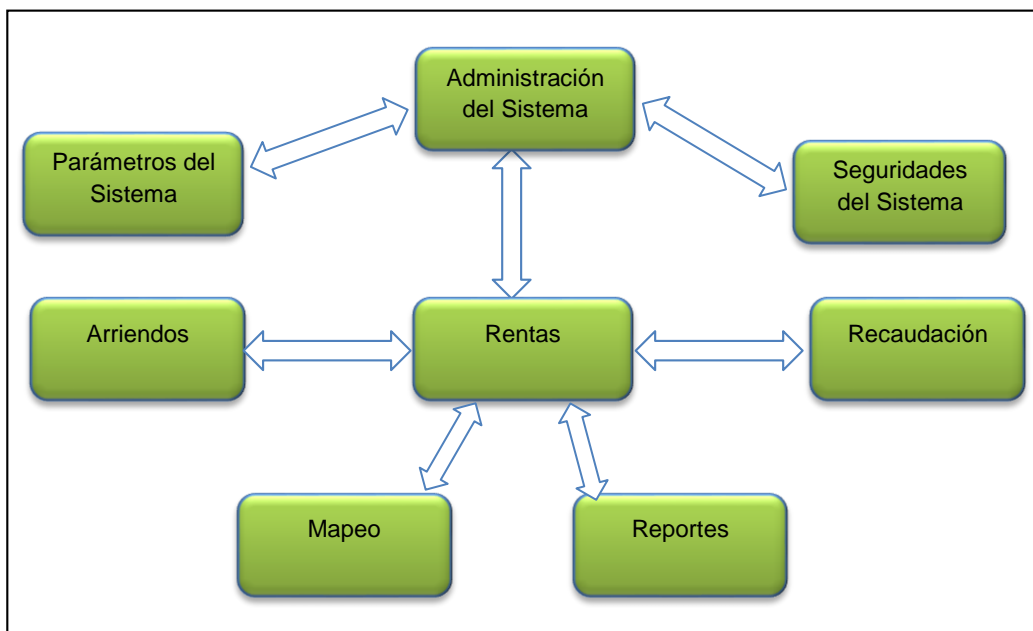 Administración
del Sistema
Parámetros del
Sistema
Seguridades
del Sistema
Arriendos
Rentas
Recaudación
Mapeo
Reportes